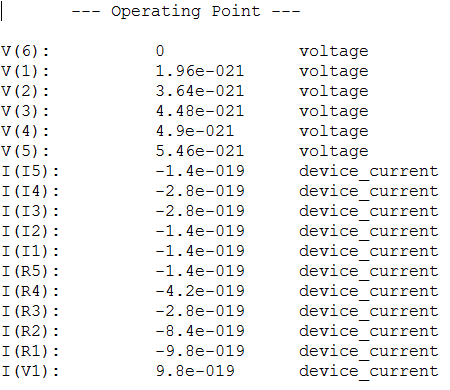 --- Operating Point ---
V(6): 0 voltage
V(1): 1.96e-021 voltage
V(2): 3.64e-021 voltage
V(3): 4.48e-021 voltage
V(4): 4.9e-021 voltage
V(5): 5.46e-021 voltage
I(I5): -1.4e-019 device_current
I(I4): -2.8e-019 device_current
I(I3): -2.8e-019 device_current
I(I2): -1.4e-019 device_current
I(I1): -1.4e-019 device_current
I(R5): -1.4e-019 device_current
I(R4): -4.2e-019 device_current
I(R3): -2.8e-019 device_current
I(R2): -8.4e-019 device_current
I(R1): -9.8e-019 device_current
I(V1): 9.8e-019 device_current